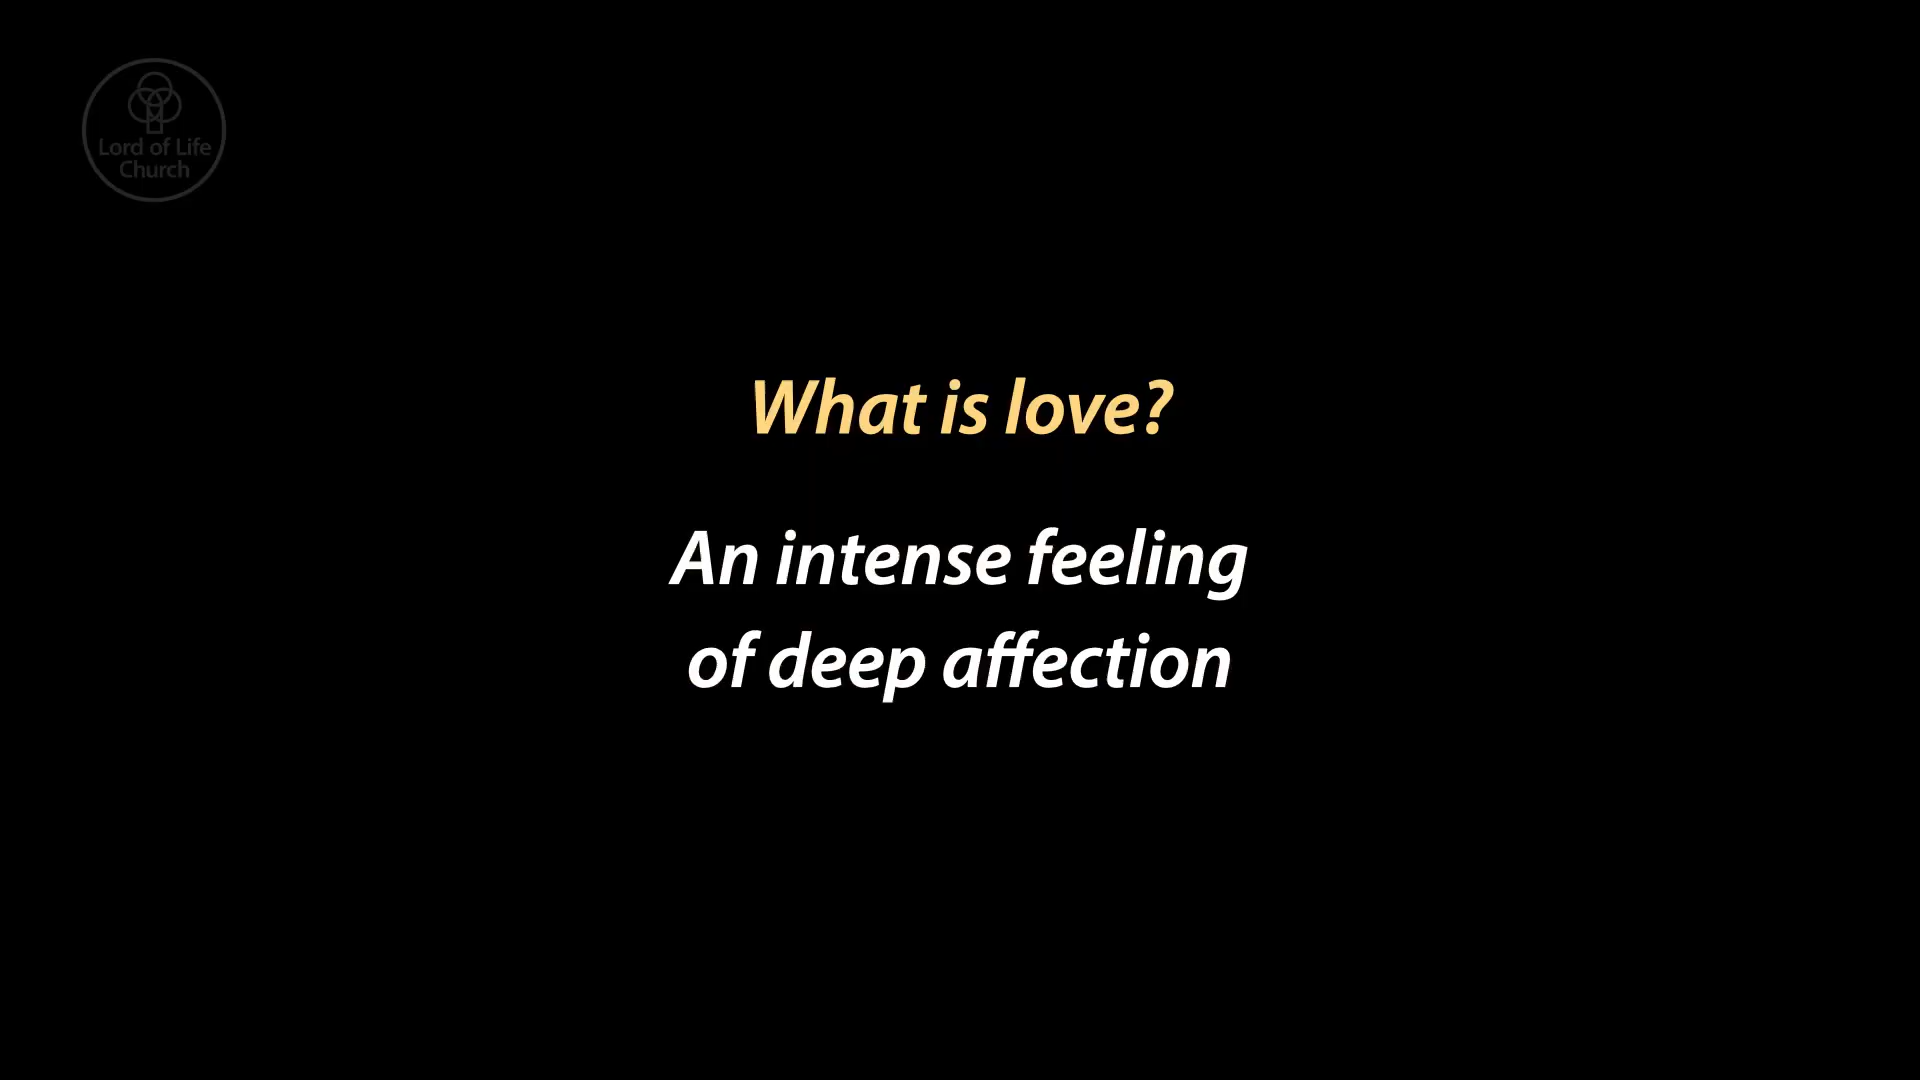 Lord of Life
Church
What is love?
An intense feeling
of deep affection